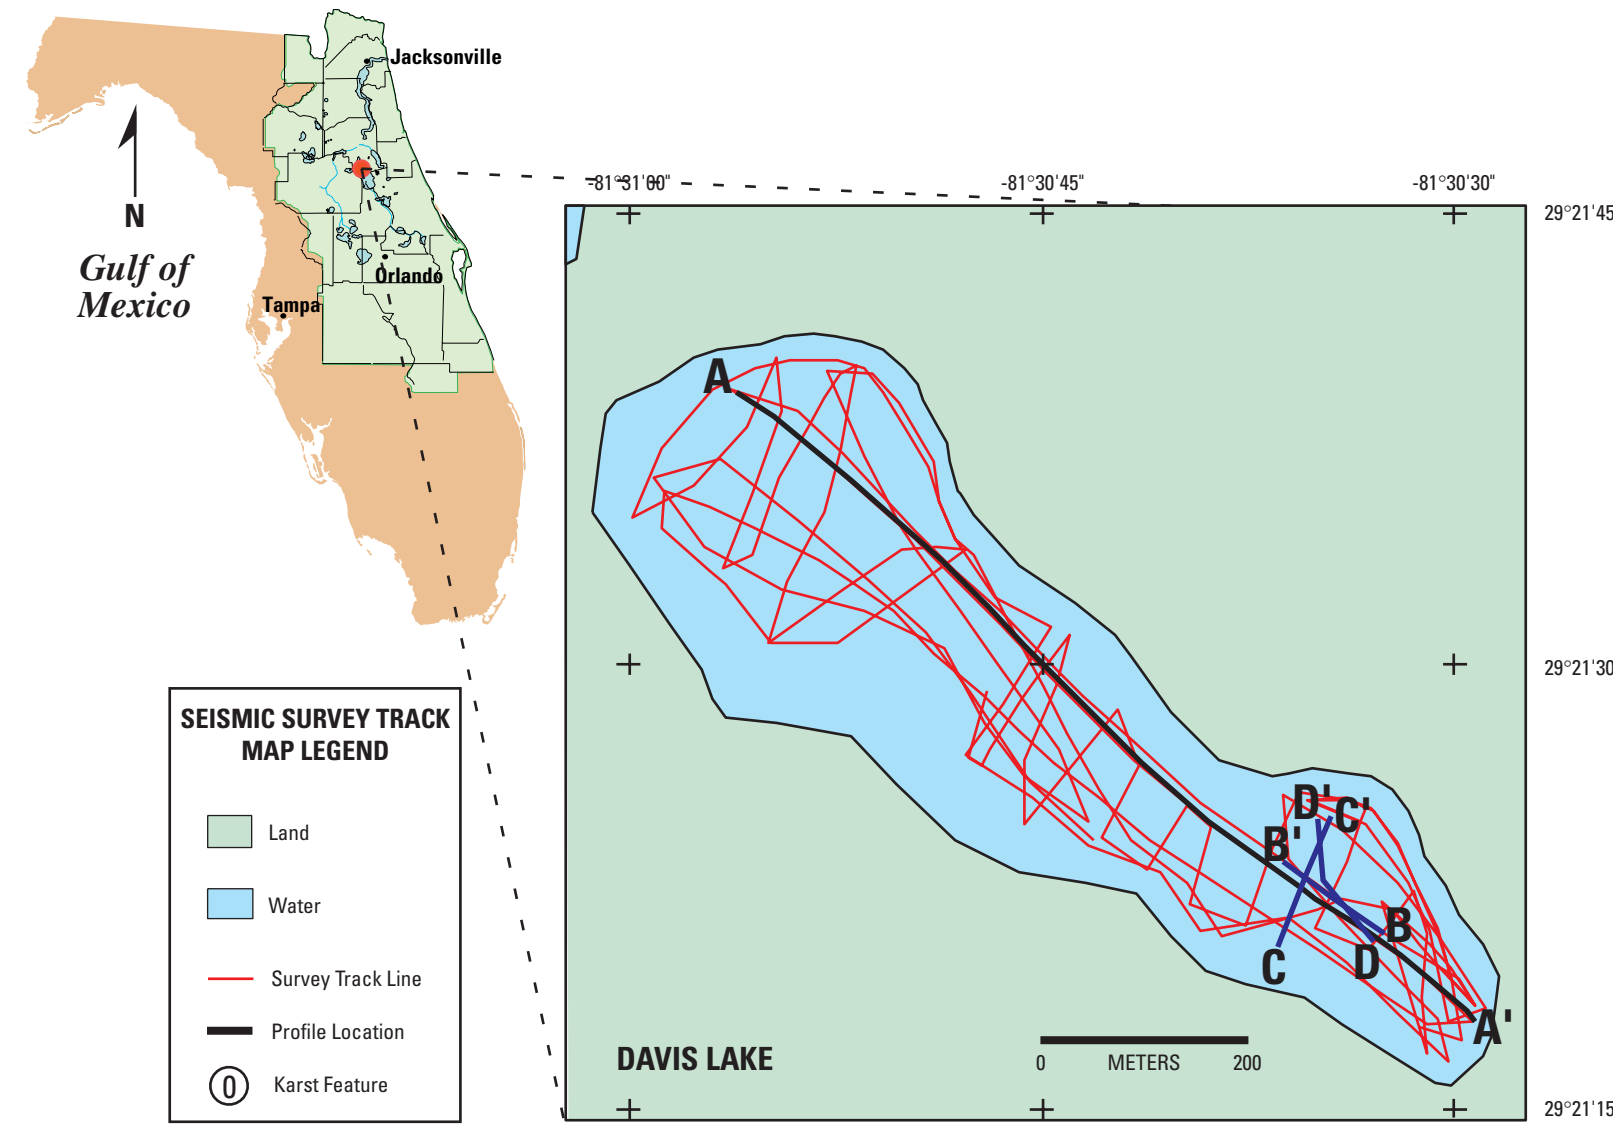 Jacksonville
N
Gulf of
Mexico
Orlando
Tampa
-81°31'00"
-81°30'45"
-81°30'30"
29°21'45
29°21'30
29°21'15
A
D'
C'
B'
B
C
D
A'
DAVIS LAKE
0
METERS
200
SEISMIC SURVEY TRACK
MAP LEGEND
Land
Water
Survey Track Line
Profile Location
0
Karst Feature